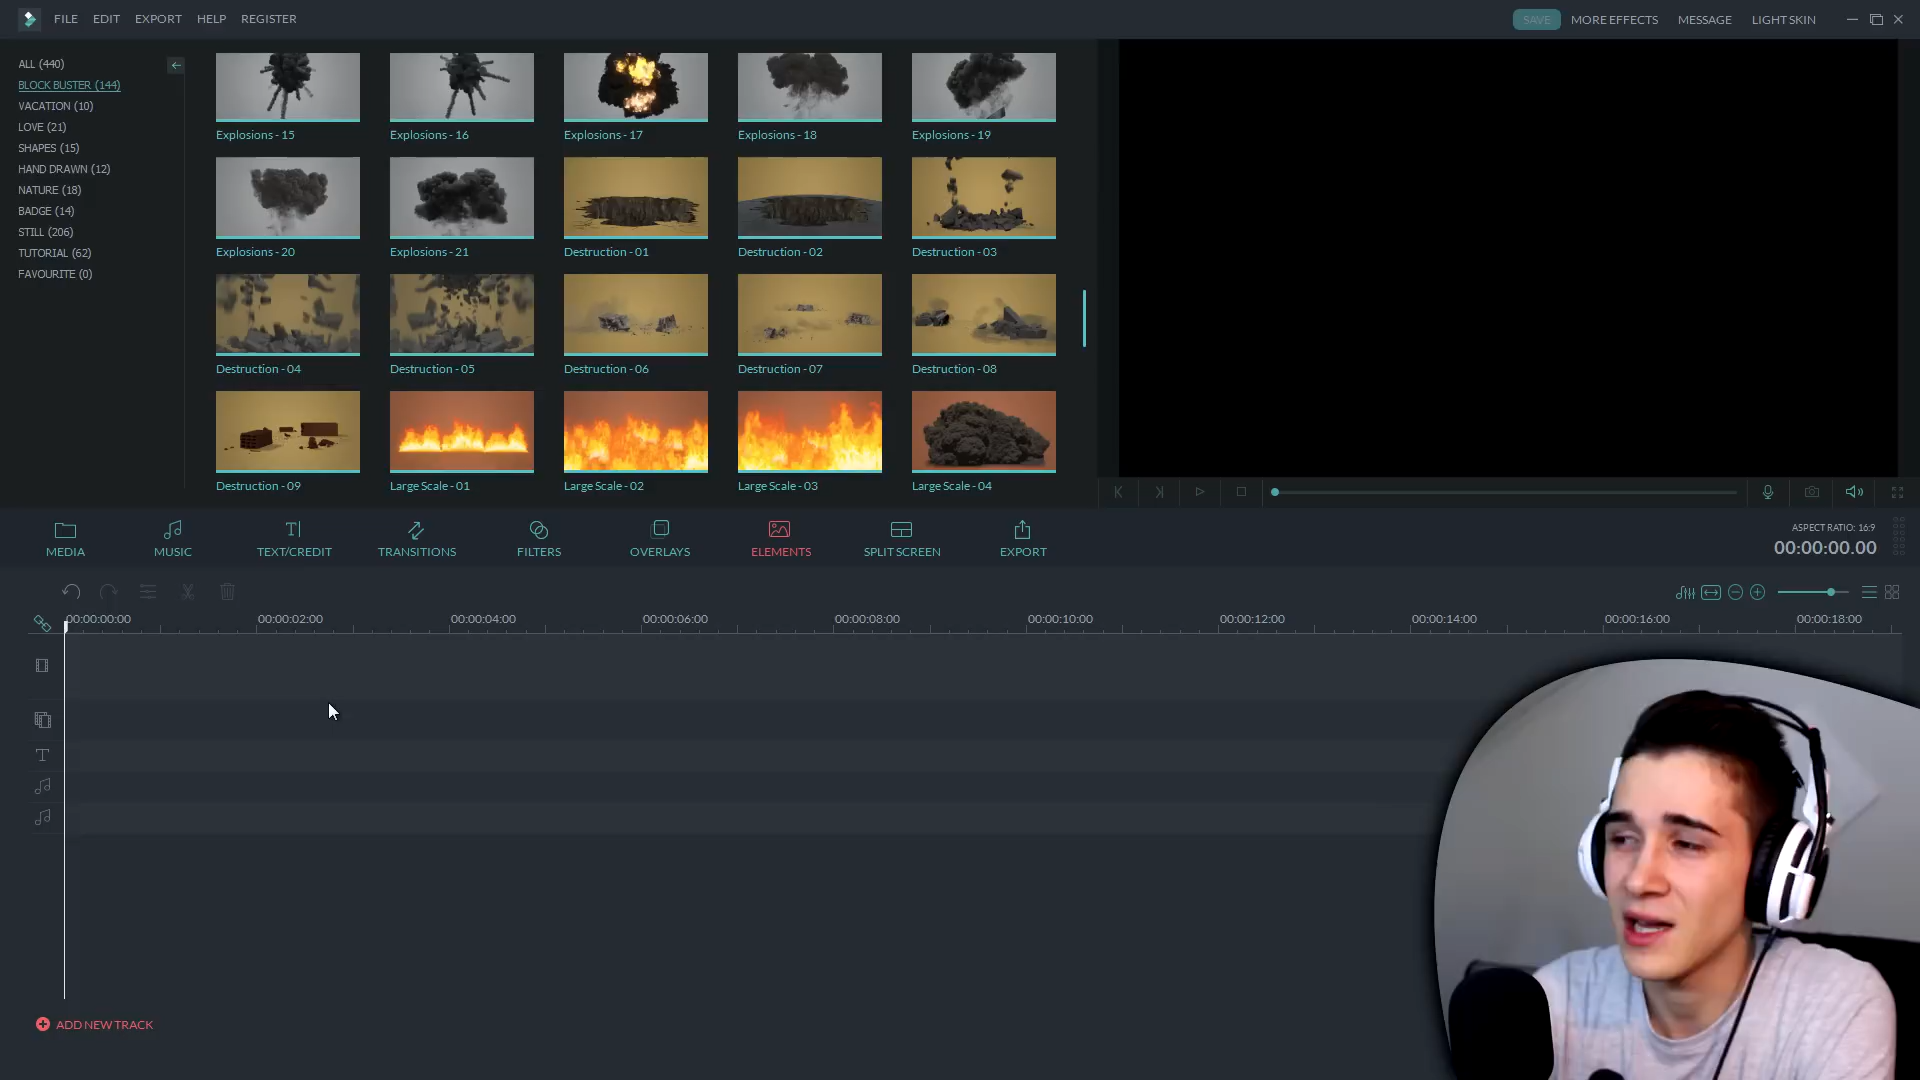 FILE EDIT EXPORT HELP REGISTER SAVE MORE EFFECTS MESSAGE LIGHT SKIN
ALL (440)
BLOCK BUSTER (144)
VACATION (10)
LOVE (21)
SHAPES (15)
HAND DRAWN (12)
NATURE (18)
BADGE (14)
STILL (206)
TUTORIAL (62)
FAVOURITE (0)
Explosions - 15 Explosions - 16 Explosions - 17 Explosions - 18 Explosions - 19
Explosions - 20 Explosions - 21 Destruction - 01 Destruction - 02 Destruction - 03
Destruction - 04 Destruction - 05 Destruction - 06 Destruction - 07 Destruction - 08
Destruction - 09 Large Scale - 01 Large Scale - 02 Large Scale - 03 Large Scale - 04
MEDIA MUSIC TEXT/CREDIT TRANSITIONS FILTERS OVERLAYS ELEMENTS SPLIT SCREEN EXPORT
ASPECT RATIO: 16:9
00:00:00.00
00:00:00:00 00:00:02:00 00:00:04:00 00:00:06:00 00:00:08:00 00:00:10:00 00:00:12:00 00:00:14:00 00:00:16:00 00:00:18:00
ADD NEW TRACK